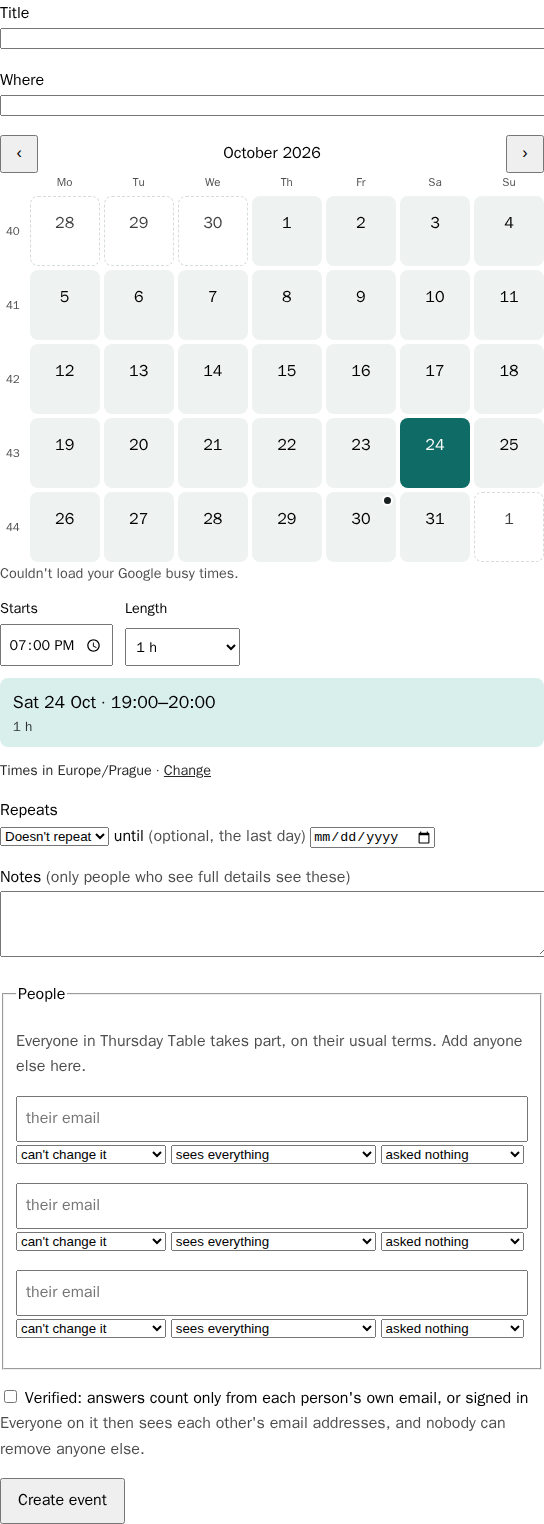 Title
Where
‹ October 2026 ›
Mo Tu We Th Fr Sa Su
40 28 29 30 1 2 3 4
41 5 6 7 8 9 10 11
42 12 13 14 15 16 17 18
43 19 20 21 22 23 24 25
44 26 27 28 29 30 31 1
Couldn't load your Google busy times.
Starts Length
07:00 PM 1 h
Sat 24 Oct · 19:00–20:00
1 h
Times in Europe/Prague · Change
Repeats
Doesn't repeat until (optional, the last day) mm/dd/yyyy
Notes (only people who see full details see these)
People
Everyone in Thursday Table takes part, on their usual terms. Add anyone
else here.
their email
can't change it sees everything asked nothing
their email
can't change it sees everything asked nothing
their email
can't change it sees everything asked nothing
Verified: answers count only from each person's own email, or signed in
Everyone on it then sees each other's email addresses, and nobody can
remove anyone else.
Create event